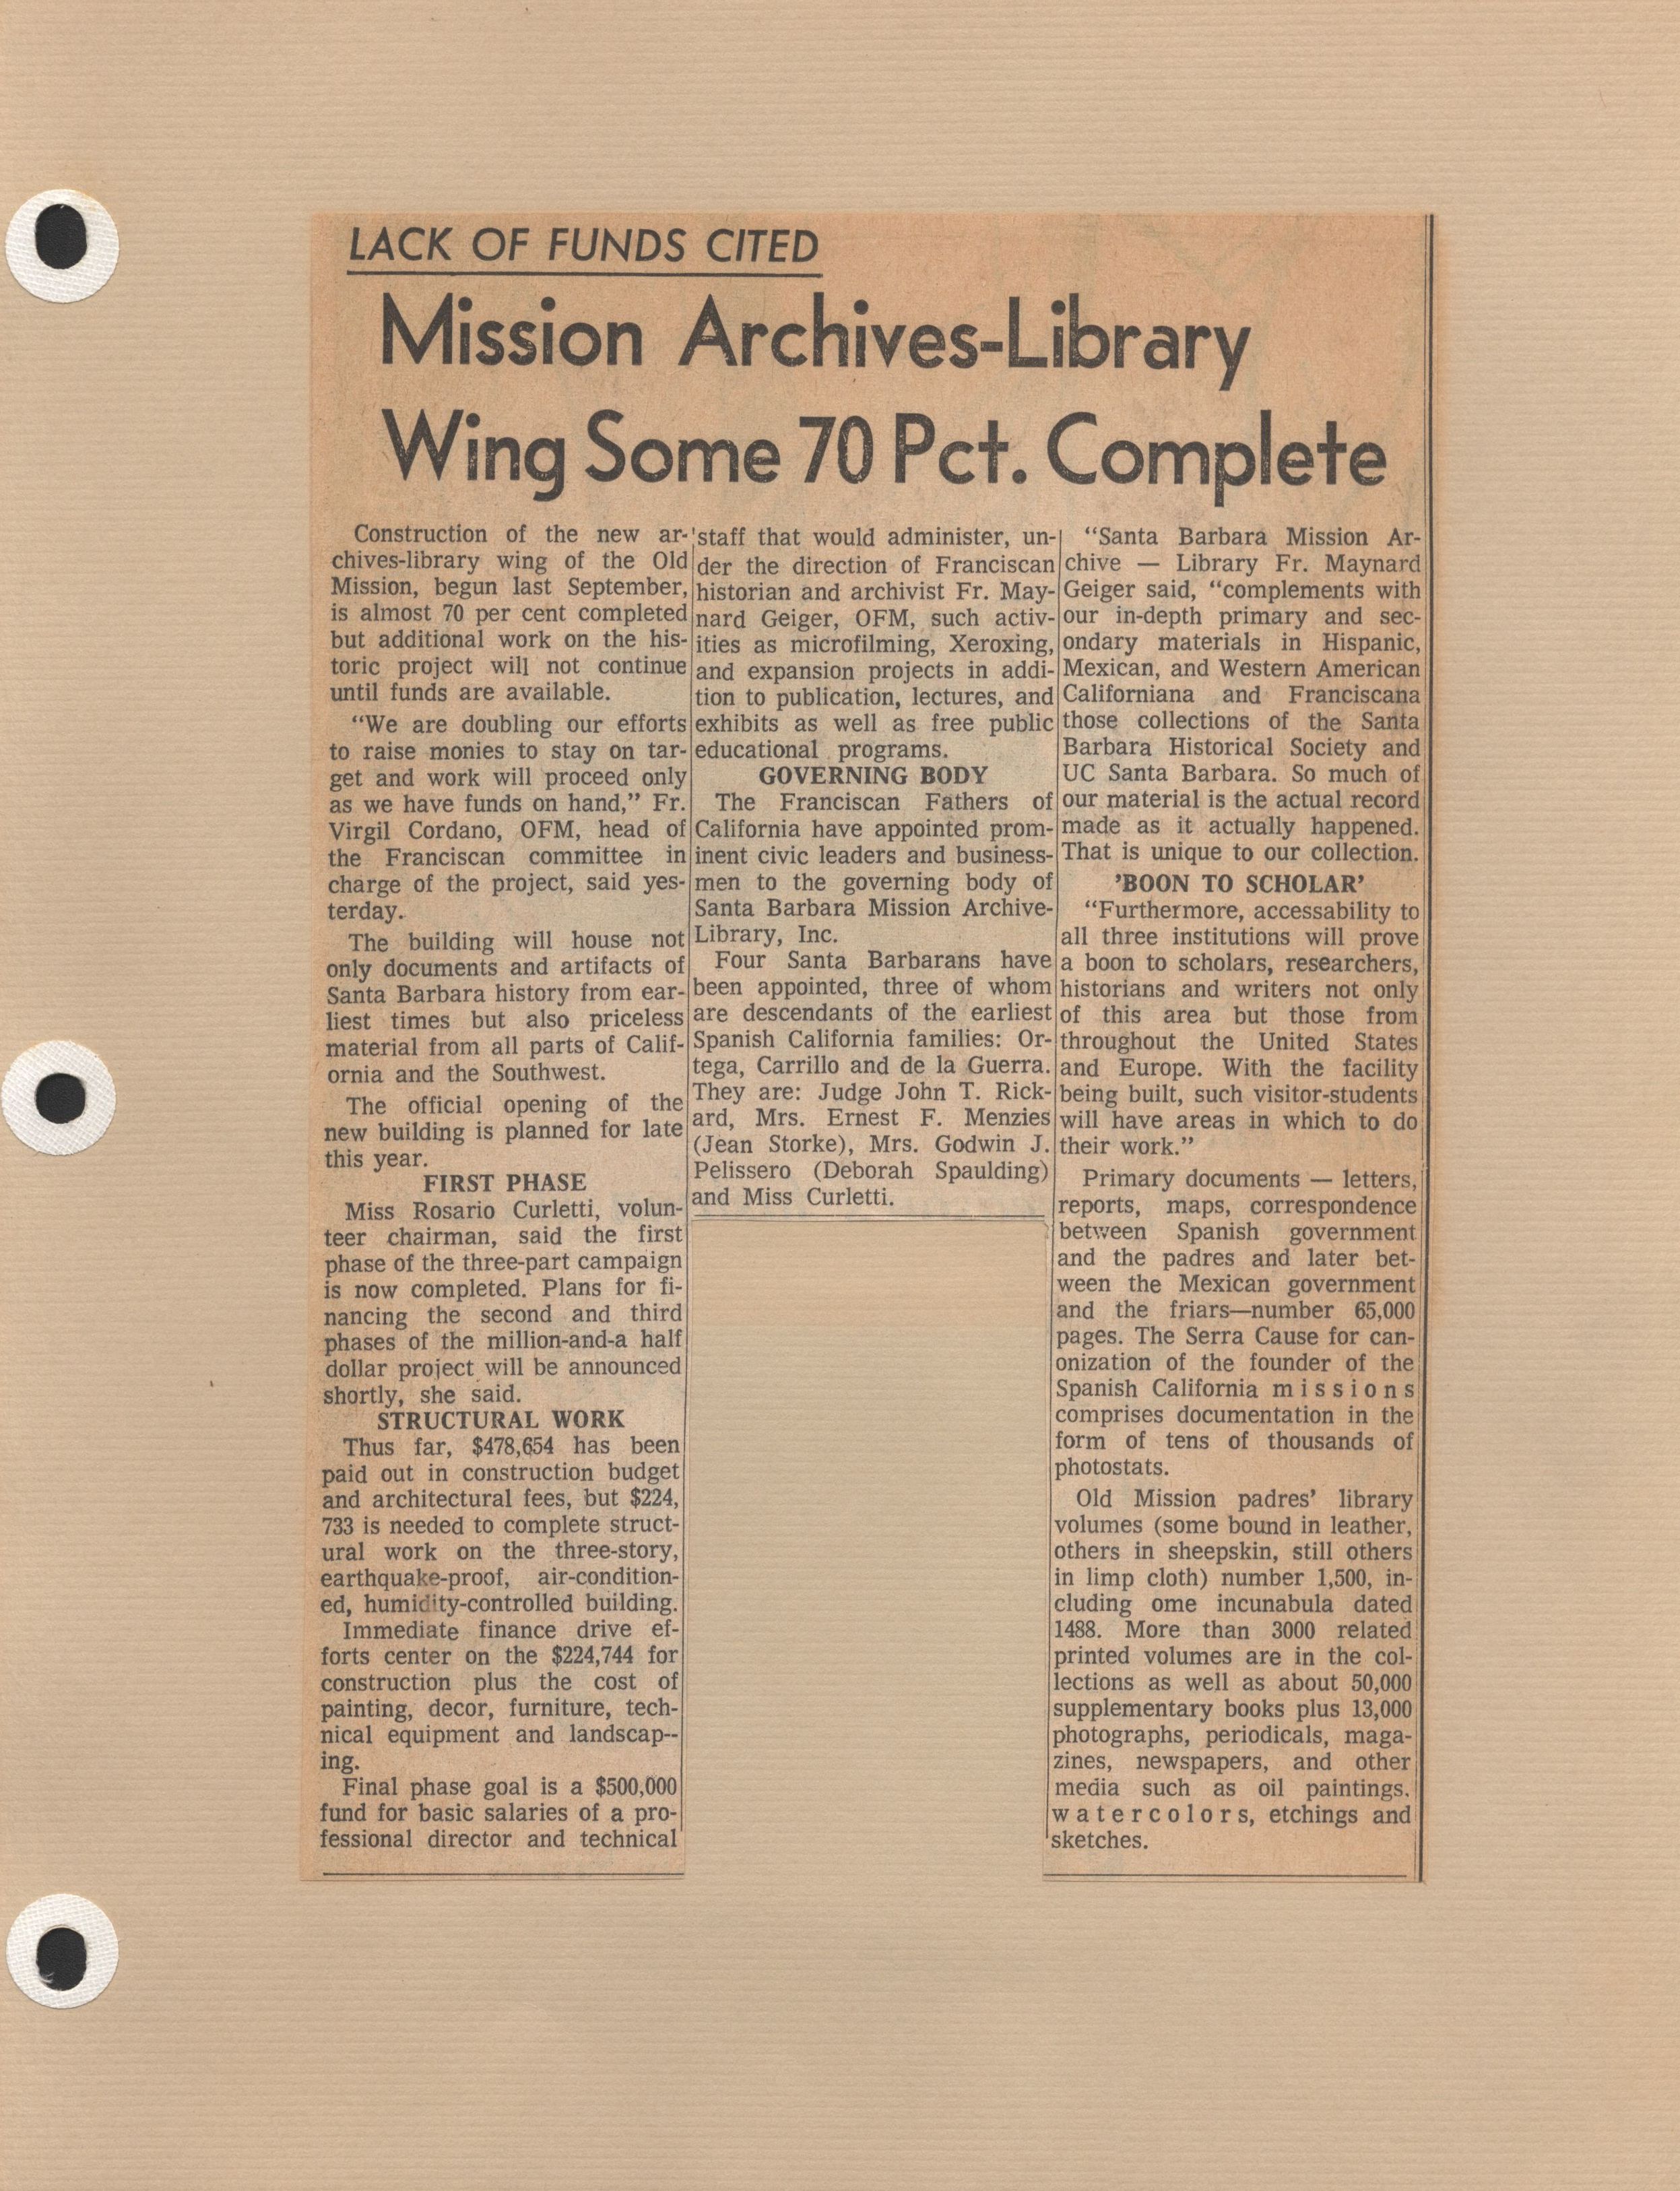 LACK OF FUNDS CITED
Mission Archives-Library
Wing Some 70 Pct. Complete
Construction of the new ar-
chives-library wing of the Old
Mission, begun last September,
is almost 70 per cent completed
but additional work on the his-
toric project will not continue
until funds are available.
“We are doubling our efforts
to raise monies to stay on tar-
get and work will proceed only
as we have funds on hand,” Fr.
Virgil Cordano, OFM, head of
the Franciscan committee in
charge of the project, said yes-
terday.
The building will house not
only documents and artifacts of
Santa Barbara history from ear-
liest times but also priceless
material from all parts of Calif-
ornia and the Southwest.
The official opening of the
new building is planned for late
this year.
FIRST PHASE
Miss Rosario Curletti, volun-
teer chairman, said the first
phase of the three-part campaign
is now completed. Plans for fi-
nancing the second and third
phases of the million-and-a half
dollar project will be announced
shortly, she said.
STRUCTURAL WORK
Thus far, $478,654 has been
paid out in construction budget
and architectural fees, but $224,
733 is needed to complete struct-
ural work on the three-story,
earthquake-proof, air-condition-
ed, humidity-controlled building.
Immediate finance drive ef-
forts center on the $224,744 for
construction plus the cost of
painting, decor, furniture, tech-
nical equipment and landscap--
ing.
Final phase goal is a $500,000
fund for basic salaries of a pro-
fessional director and technical
staff that would administer, un-
der the direction of Franciscan
historian and archivist Fr. May-
nard Geiger, OFM, such activ-
ities as microfilming, Xeroxing,
and expansion projects in addi-
tion to publication, lectures, and
exhibits as well as free public
educational programs.
GOVERNING BODY
The Franciscan Fathers of
California have appointed prom-
inent civic leaders and business-
men to the governing body of
Santa Barbara Mission Archive-
Library, Inc.
Four Santa Barbarans have
been appointed, three of whom
are descendants of the earliest
Spanish California families: Or-
tega, Carrillo and de la Guerra.
They are: Judge John T. Rick-
ard, Mrs. Ernest F. Menzies
(Jean Storke), Mrs. Godwin J.
Pelissero (Deborah Spaulding)
and Miss Curletti.
“Santa Barbara Mission Ar-
chive — Library Fr. Maynard
Geiger said, “complements with
our in-depth primary and sec-
ondary materials in Hispanic,
Mexican, and Western American
Californiana and Franciscana
those collections of the Santa
Barbara Historical Society and
UC Santa Barbara. So much of
our material is the actual record
made as it actually happened.
That is unique to our collection.
'BOON TO SCHOLAR'
“Furthermore, accessability to
all three institutions will prove
a boon to scholars, researchers,
historians and writers not only
of this area but those from
throughout the United States
and Europe. With the facility
being built, such visitor-students
will have areas in which to do
their work.”
Primary documents — letters,
reports, maps, correspondence
between Spanish government
and the padres and later bet-
ween the Mexican government
and the friars—number 65,000
pages. The Serra Cause for can-
onization of the founder of the
Spanish California missions
comprises documentation in the
form of tens of thousands of
photostats.
Old Mission padres' library
volumes (some bound in leather,
others in sheepskin, still others
in limp cloth) number 1,500, in-
cluding ome incunabula dated
1488. More than 3000 related
printed volumes are in the col-
lections as well as about 50,000
supplementary books plus 13,000
photographs, periodicals, maga-
zines, newspapers, and other
media such as oil paintings.
watercolors, etchings and
sketches.